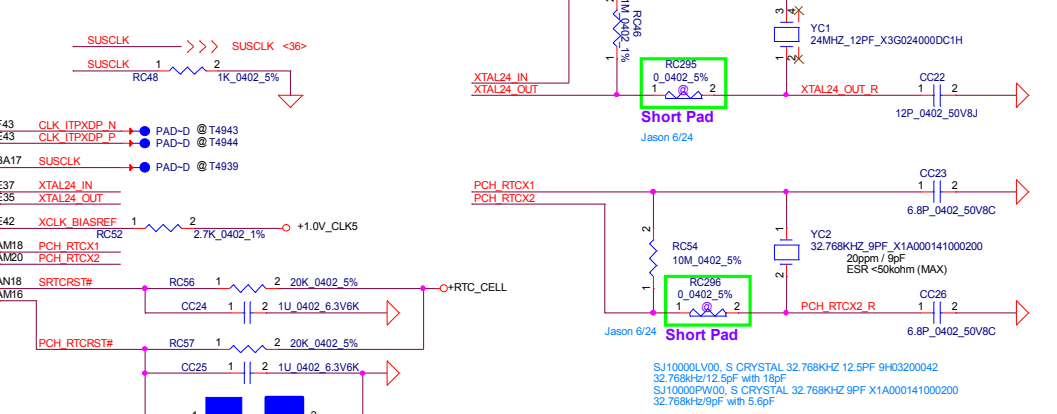 SUSCLK
SUSCLK <36>
SUSCLK
1
2
RC48
1K_0402_5%
F43 CLK_ITPXDP_N
PAD~D @ T4943
E43 CLK_ITPXDP_P
PAD~D @ T4944
BA17 SUSCLK
PAD~D @ T4939
E37 XTAL24_IN
E35 XTAL24_OUT
E42 XCLK_BIASREF
1
2
RC52
2.7K_0402_1%
+1.0V_CLK5
AM18 PCH_RTCX1
AM20 PCH_RTCX2
AN18 SRTCRST#
AM16
RC56 1 2 20K_0402_5%
+RTC_CELL
CC24 1 2 1U_0402_6.3V6K
PCH_RTCRST#
RC57 1 2 20K_0402_5%
CC25 1 2 1U_0402_6.3V6K
1
2
RC46
1M_0402_1%
1
3
4
YC1
24MHZ_12PF_X3G024000DC1H
1
2
XTAL24_IN
XTAL24_OUT
RC295
0_0402_5%
1 @ 2
Short Pad
Jason 6/24
XTAL24_OUT_R
CC22
1 2
12P_0402_50V8J
PCH_RTCX1
PCH_RTCX2
CC23
1 2
6.8P_0402_50V8C
2
RC54
10M_0402_5%
1
1
YC2
32.768KHZ_9PF_X1A000141000200
20ppm / 9pF
ESR <50kohm (MAX)
2
RC296
0_0402_5%
1 @ 2
Jason 6/24
Short Pad
PCH_RTCX2_R
CC26
1 2
6.8P_0402_50V8C
SJ10000LV00, S CRYSTAL 32.768KHZ 12.5PF 9H03200042
32.768kHz/12.5pF with 18pF
SJ10000PW00, S CRYSTAL 32.768KHZ 9PF X1A000141000200
32.768kHz/9pF with 5.6pF